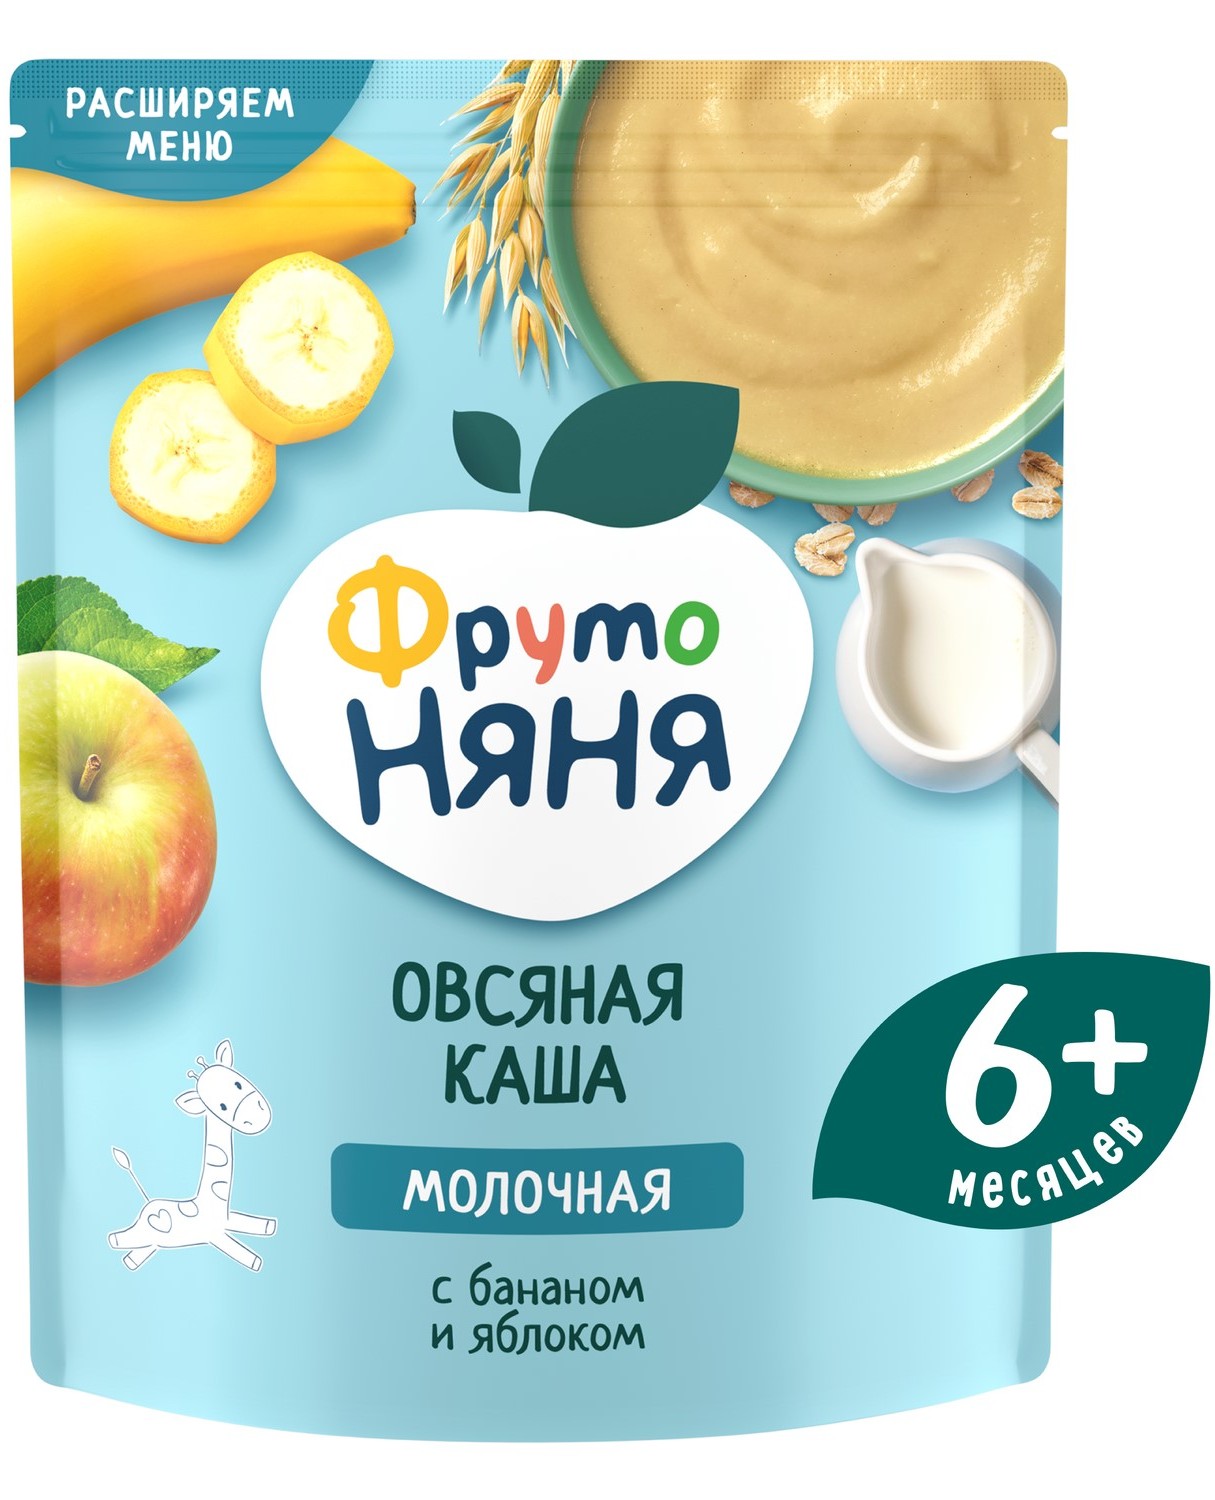 РАСШИРЯЕМ
МЕНЮ
Фруто
НЯНЯ
ОВСЯНАЯ
КАША
МОЛОЧНАЯ
с бананом
и яблоком
6+
месяцев